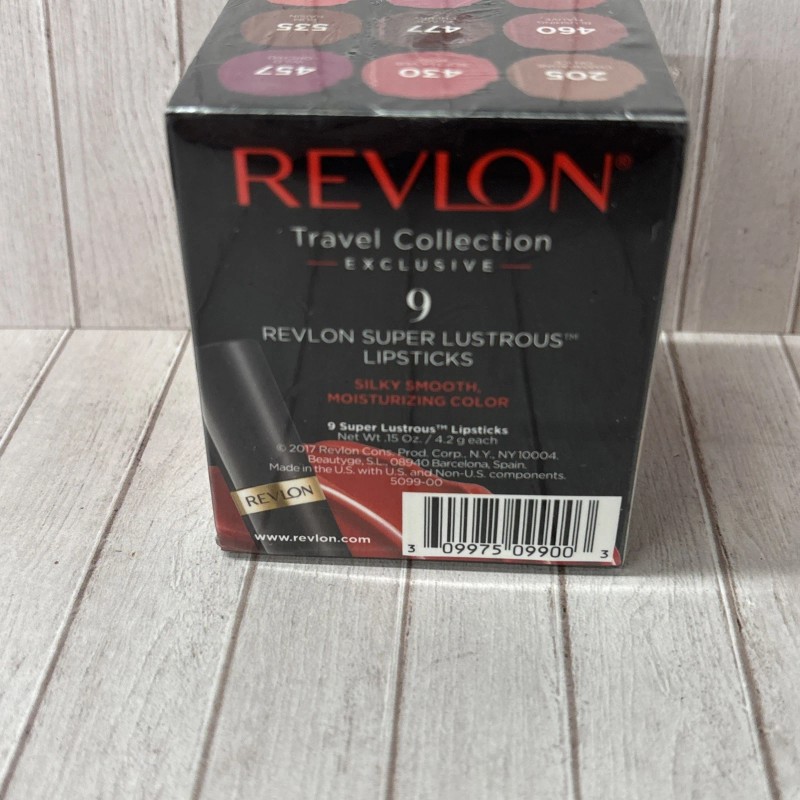 535 477 460
457 430 205
REVLON®
Travel Collection
EXCLUSIVE
9
REVLON SUPER LUSTROUS™
LIPSTICKS
SILKY SMOOTH,
MOISTURIZING COLOR
9 Super Lustrous™ Lipsticks
Net Wt .15 Oz. / 4.2 g each
© 2017 Revlon Cons. Prod. Corp., N.Y., NY 10004.
Beautyge, S.L., 08940 Barcelona, Spain.
Made in the U.S. with U.S. and Non-U.S. components.
5099-00
REVLON
www.revlon.com
3 09975 09900 3